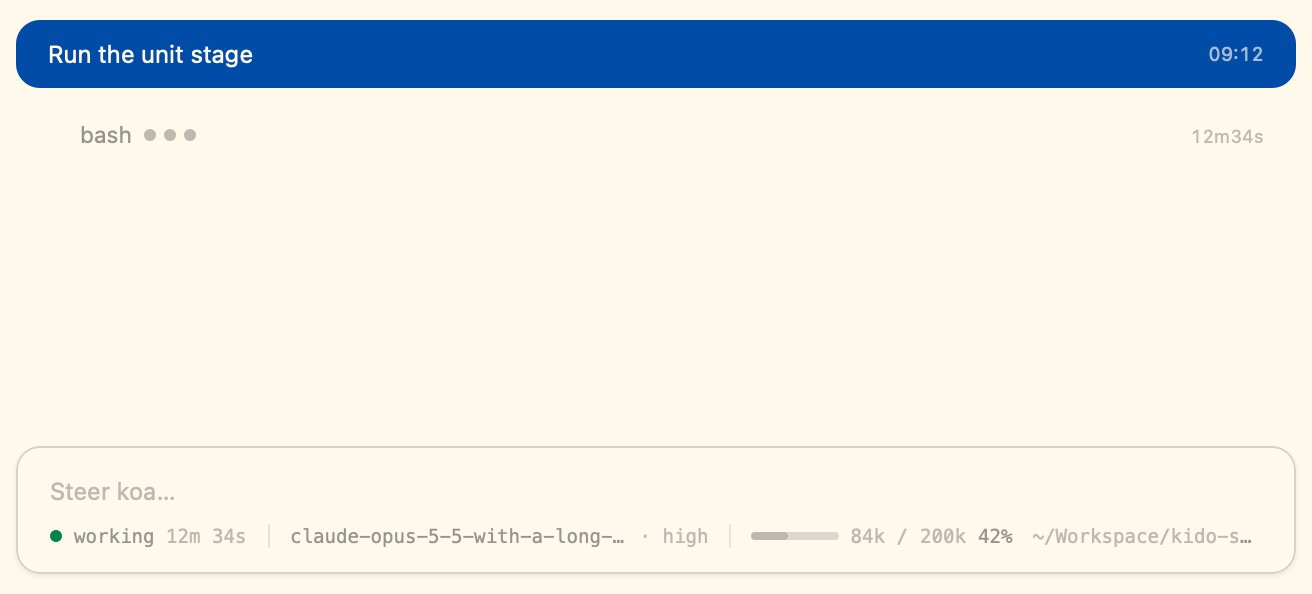 Run the unit stage 09:12
bash 12m34s
Steer koa...
working 12m 34s claude-opus-5-5-with-a-long-… · high 84k / 200k 42% ~/Workspace/kido-s…